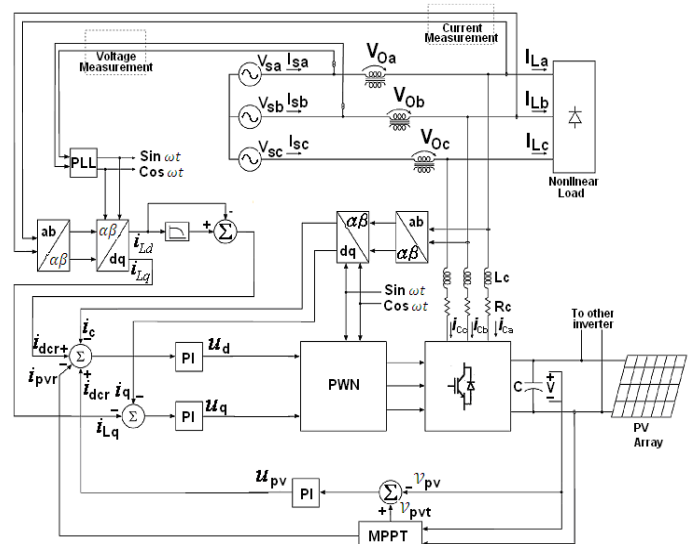 Voltage
Measurement
Current
Measurement
Vsa Isa
VOa
ILa
Vsb Isb
VOb
ILb
Vsc Isc
VOc
ILc
Nonlinear
Load
PLL
Sin ωt
Cos ωt
ab
αβ
αβ
dq
iLd
iLq
+
-
Σ
αβ
dq
ab
αβ
Sin ωt
Cos ωt
Lc
Rc
iCc
iCb
iCa
To other
inverter
ic
-
idcr
+
Σ
-
ipvr
+
idcr
PI
ud
iq
-
-
iLq
Σ
PI
uq
PWN
C
+
V
-
PV
Array
upv
PI
Σ
-
vpv
+
vpvt
MPPT